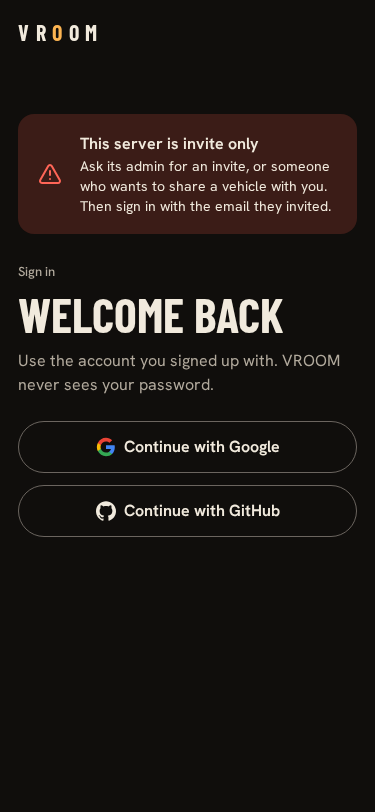 VROOM
This server is invite only
Ask its admin for an invite, or someone
who wants to share a vehicle with you.
Then sign in with the email they invited.
Sign in
WELCOME BACK
Use the account you signed up with. VROOM
never sees your password.
Continue with Google
Continue with GitHub